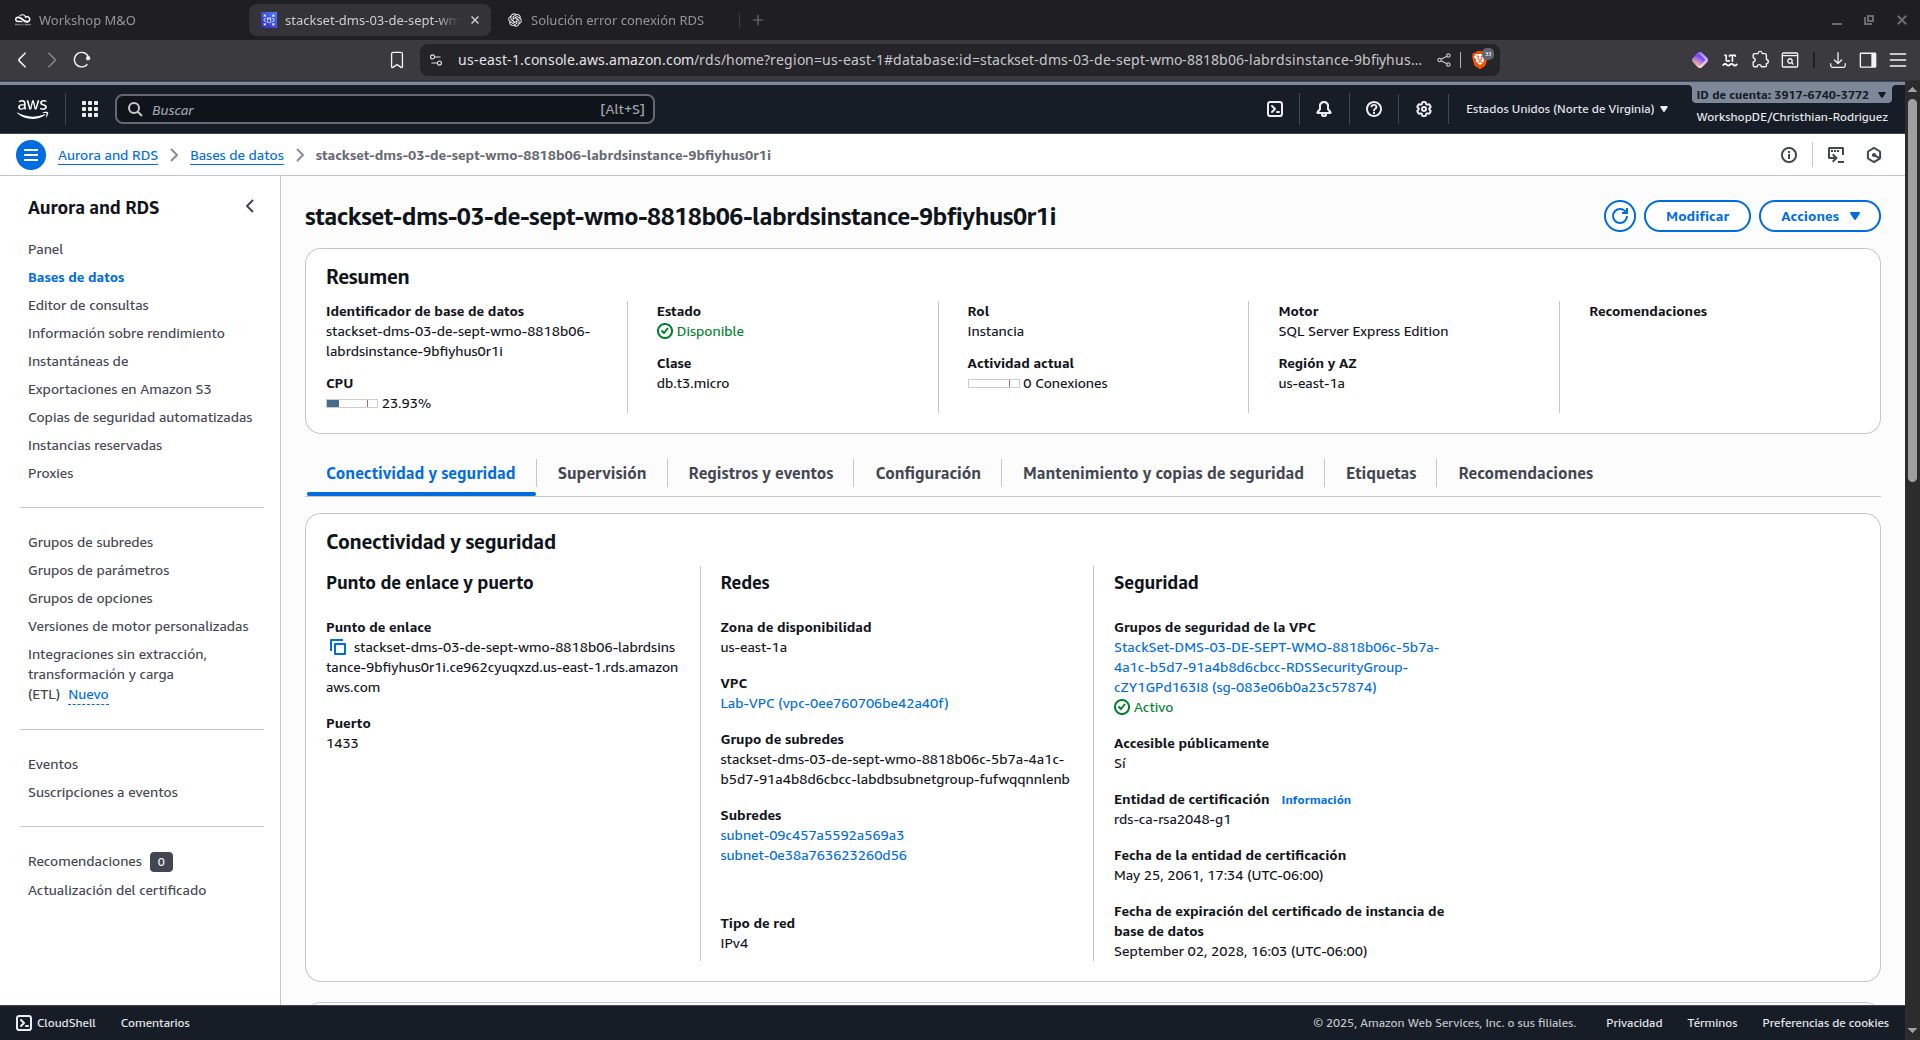 Workshop M&O
stackset-dms-03-de-sept-wm
Solución error conexión RDS
us-east-1.console.aws.amazon.com/rds/home?region=us-east-1#database:id=stackset-dms-03-de-sept-wmo-8818b06-labrdsinstance-9bfiyhus...
33
aws
Buscar
[Alt+S]
Estados Unidos (Norte de Virginia)
ID de cuenta: 3917-6740-3772
WorkshopDE/Christhian-Rodriguez
Aurora and RDS
Bases de datos
stackset-dms-03-de-sept-wmo-8818b06-labrdsinstance-9bfiyhus0r1i
Aurora and RDS
Panel
Bases de datos
Editor de consultas
Información sobre rendimiento
Instantáneas de
Exportaciones en Amazon S3
Copias de seguridad automatizadas
Instancias reservadas
Proxies
Grupos de subredes
Grupos de parámetros
Grupos de opciones
Versiones de motor personalizadas
Integraciones sin extracción,
transformación y carga
(ETL) Nuevo
Eventos
Suscripciones a eventos
Recomendaciones 0
Actualización del certificado
stackset-dms-03-de-sept-wmo-8818b06-labrdsinstance-9bfiyhus0r1i
Modificar
Acciones
Resumen
Identificador de base de datos
stackset-dms-03-de-sept-wmo-8818b06-
labrdsinstance-9bfiyhus0r1i
CPU
23.93%
Estado
Disponible
Clase
db.t3.micro
Rol
Instancia
Actividad actual
0 Conexiones
Motor
SQL Server Express Edition
Región y AZ
us-east-1a
Recomendaciones
Conectividad y seguridad
Supervisión
Registros y eventos
Configuración
Mantenimiento y copias de seguridad
Etiquetas
Recomendaciones
Conectividad y seguridad
Punto de enlace y puerto
Punto de enlace
stackset-dms-03-de-sept-wmo-8818b06-labrdsins
tance-9bfiyhus0r1i.ce962cyuqxzd.us-east-1.rds.amazon
aws.com
Puerto
1433
Redes
Zona de disponibilidad
us-east-1a
VPC
Lab-VPC (vpc-0ee760706be42a40f)
Grupo de subredes
stackset-dms-03-de-sept-wmo-8818b06c-5b7a-4a1c-
b5d7-91a4b8d6cbcc-labdbsubnetgroup-fufwqqnnlenb
Subredes
subnet-09c457a5592a569a3
subnet-0e38a763623260d56
Tipo de red
IPv4
Seguridad
Grupos de seguridad de la VPC
StackSet-DMS-03-DE-SEPT-WMO-8818b06c-5b7a-
4a1c-b5d7-91a4b8d6cbcc-RDSSecurityGroup-
cZY1GPd163I8 (sg-083e06b0a23c57874)
Activo
Accesible públicamente
Sí
Entidad de certificación Información
rds-ca-rsa2048-g1
Fecha de la entidad de certificación
May 25, 2061, 17:34 (UTC-06:00)
Fecha de expiración del certificado de instancia de
base de datos
September 02, 2028, 16:03 (UTC-06:00)
CloudShell
Comentarios
© 2025, Amazon Web Services, Inc. o sus filiales.
Privacidad
Términos
Preferencias de cookies